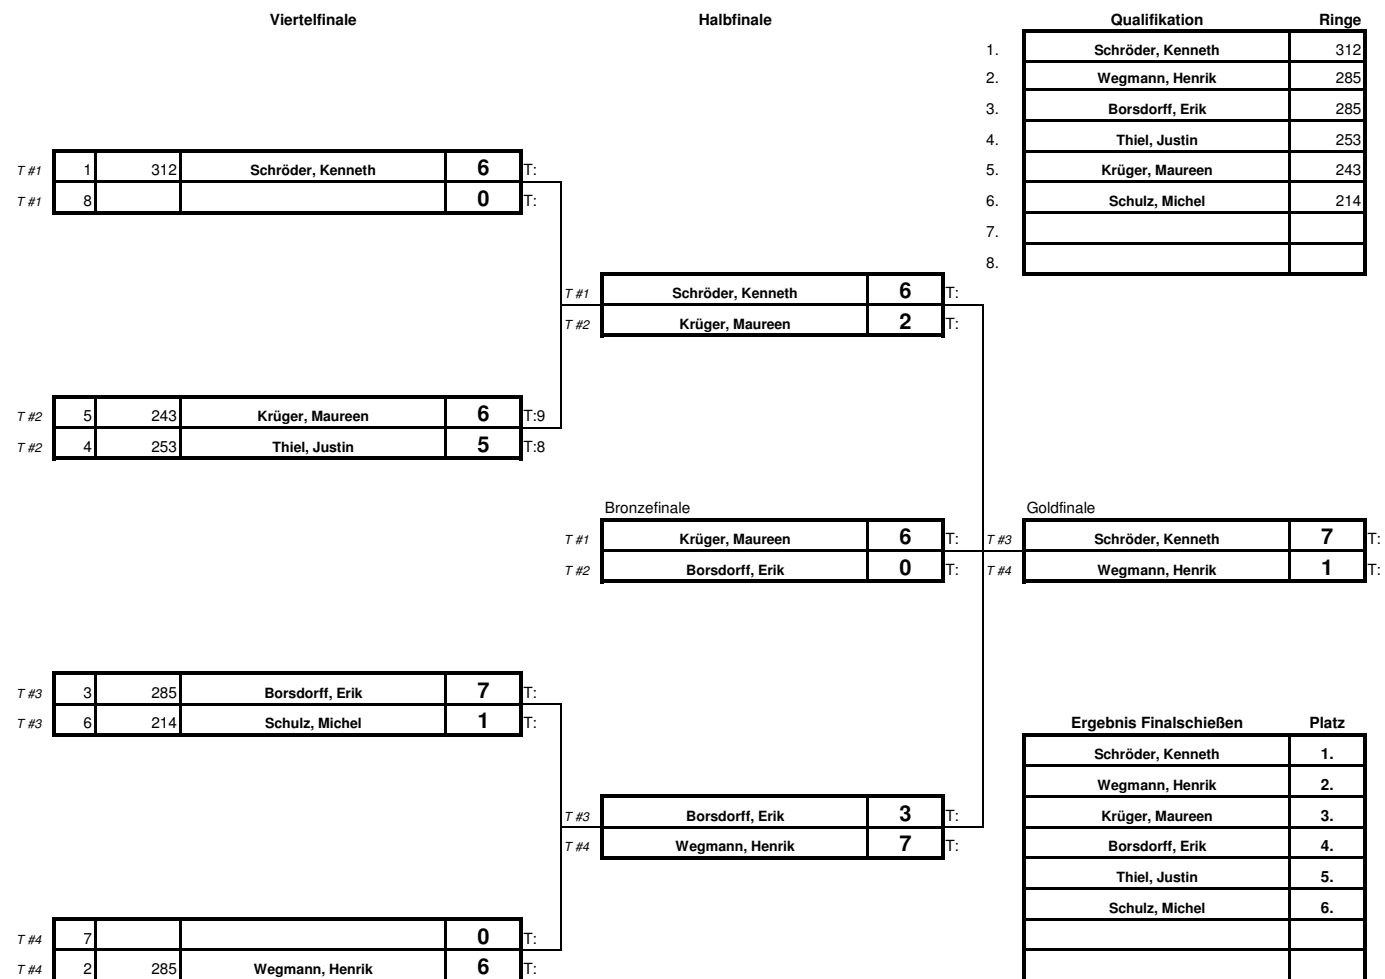 Viertelfinale Halbfinale Qualifikation Ringe
1. Schröder, Kenneth 312
2. Wegmann, Henrik 285
3. Borsdorff, Erik 285
4. Thiel, Justin 253
T #1 1 312 Schröder, Kenneth 6 T: 5. Krüger, Maureen 243
T #1 8 0 T: 6. Schulz, Michel 214
7.
8.
T #1 Schröder, Kenneth 6 T:
T #2 Krüger, Maureen 2 T:
T #2 5 243 Krüger, Maureen 6 T:9
T #2 4 253 Thiel, Justin 5 T:8
Bronzefinale Goldfinale
T #1 Krüger, Maureen 6 T: T #3 Schröder, Kenneth 7 T:
T #2 Borsdorff, Erik 0 T: T #4 Wegmann, Henrik 1 T:
T #3 3 285 Borsdorff, Erik 7 T:
T #3 6 214 Schulz, Michel 1 T: Ergebnis Finalschießen Platz
Schröder, Kenneth 1.
Wegmann, Henrik 2.
T #3 Borsdorff, Erik 3 T: Krüger, Maureen 3.
T #4 Wegmann, Henrik 7 T: Borsdorff, Erik 4.
Thiel, Justin 5.
Schulz, Michel 6.
T #4 7 0 T:
T #4 2 285 Wegmann, Henrik 6 T: